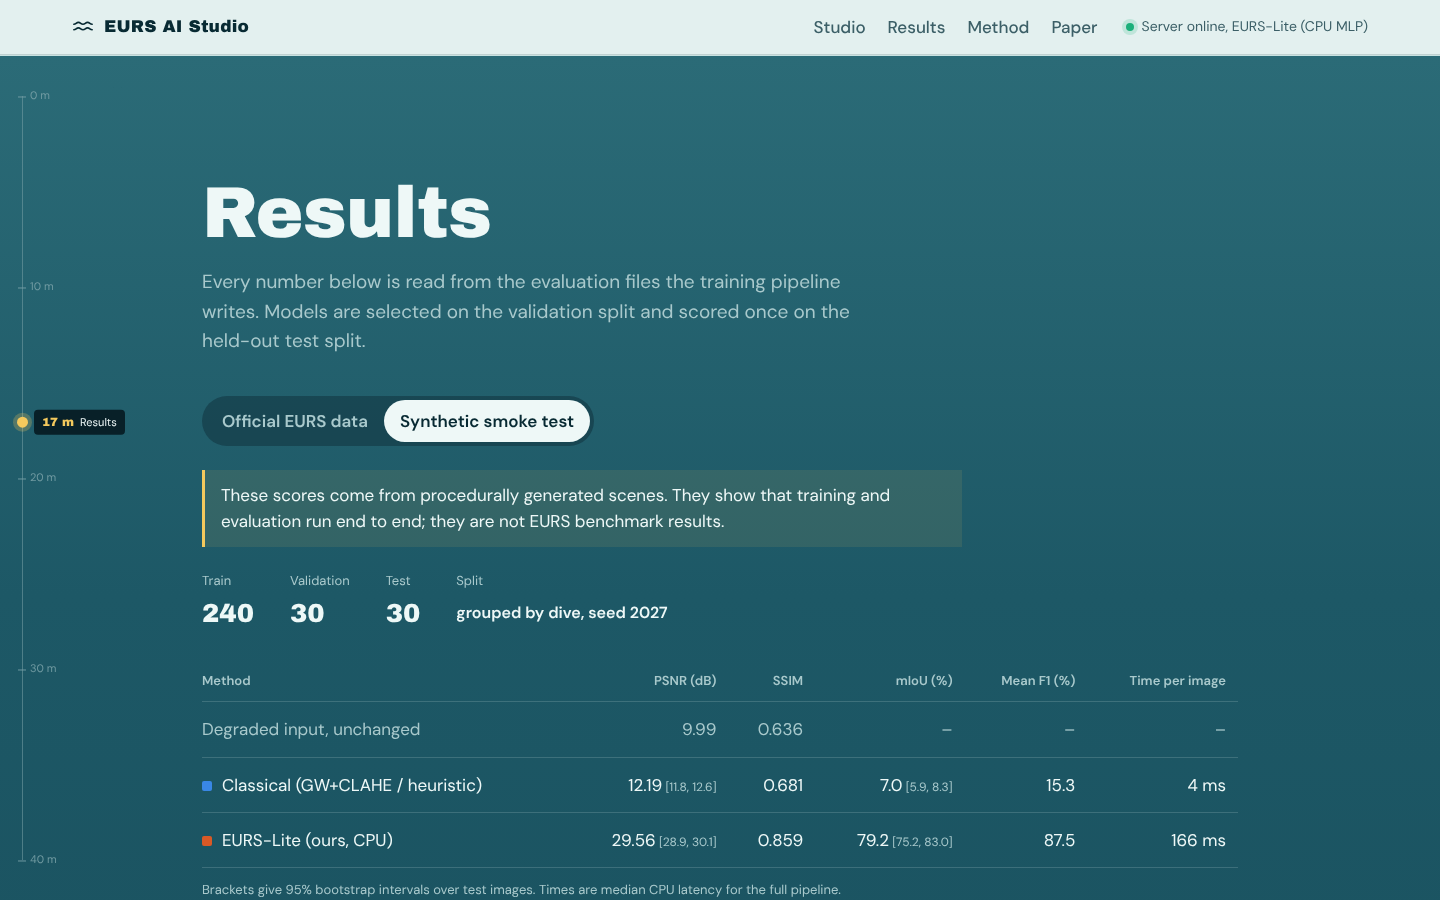 EURS AI Studio
Studio Results Method Paper Server online, EURS-Lite (CPU MLP)
0 m
Results
Every number below is read from the evaluation files the training pipeline
writes. Models are selected on the validation split and scored once on the
held-out test split.
10 m
Official EURS data Synthetic smoke test
17 m Results
20 m
These scores come from procedurally generated scenes. They show that training and
evaluation run end to end; they are not EURS benchmark results.
Train Validation Test Split
240 30 30 grouped by dive, seed 2027
30 m
Method PSNR (dB) SSIM mIoU (%) Mean F1 (%) Time per image
Degraded input, unchanged 9.99 0.636 – – –
Classical (GW+CLAHE / heuristic) 12.19 [11.8, 12.6] 0.681 7.0 [5.9, 8.3] 15.3 4 ms
EURS-Lite (ours, CPU) 29.56 [28.9, 30.1] 0.859 79.2 [75.2, 83.0] 87.5 166 ms
40 m
Brackets give 95% bootstrap intervals over test images. Times are median CPU latency for the full pipeline.